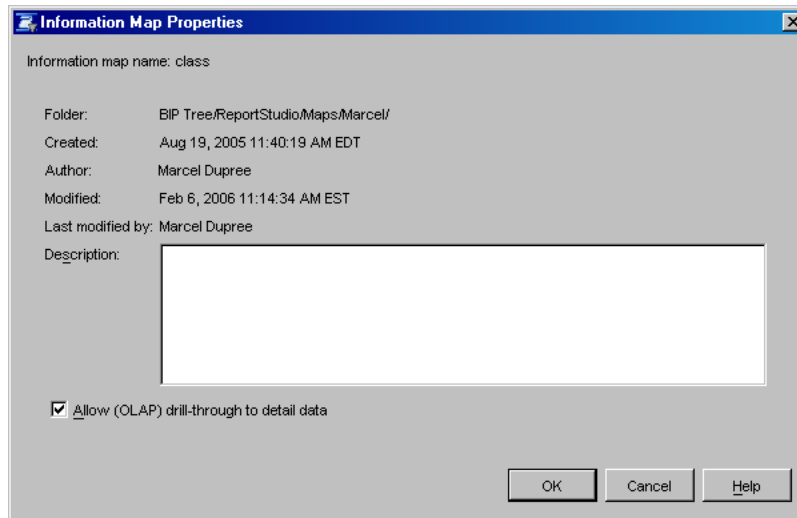 Information Map Properties
Information map name: class
Folder: BIP Tree/ReportStudio/Maps/Marcel/
Created: Aug 19, 2005 11:40:19 AM EDT
Author: Marcel Dupree
Modified: Feb 6, 2006 11:14:34 AM EST
Last modified by: Marcel Dupree
Description:
Allow (OLAP) drill-through to detail data
OK Cancel Help